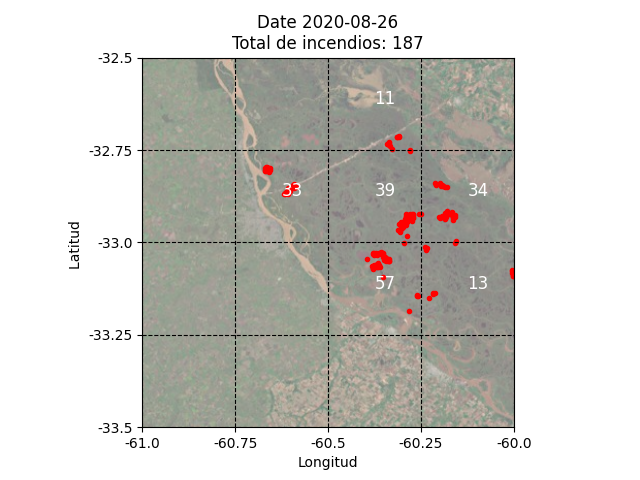 Date 2020-08-26
Total de incendios: 187
-32.5
11
-32.75
33 39 34
Latitud
-33.0
57 13
-33.25
-33.5
-61.0 -60.75 -60.5 -60.25 -60.0
Longitud